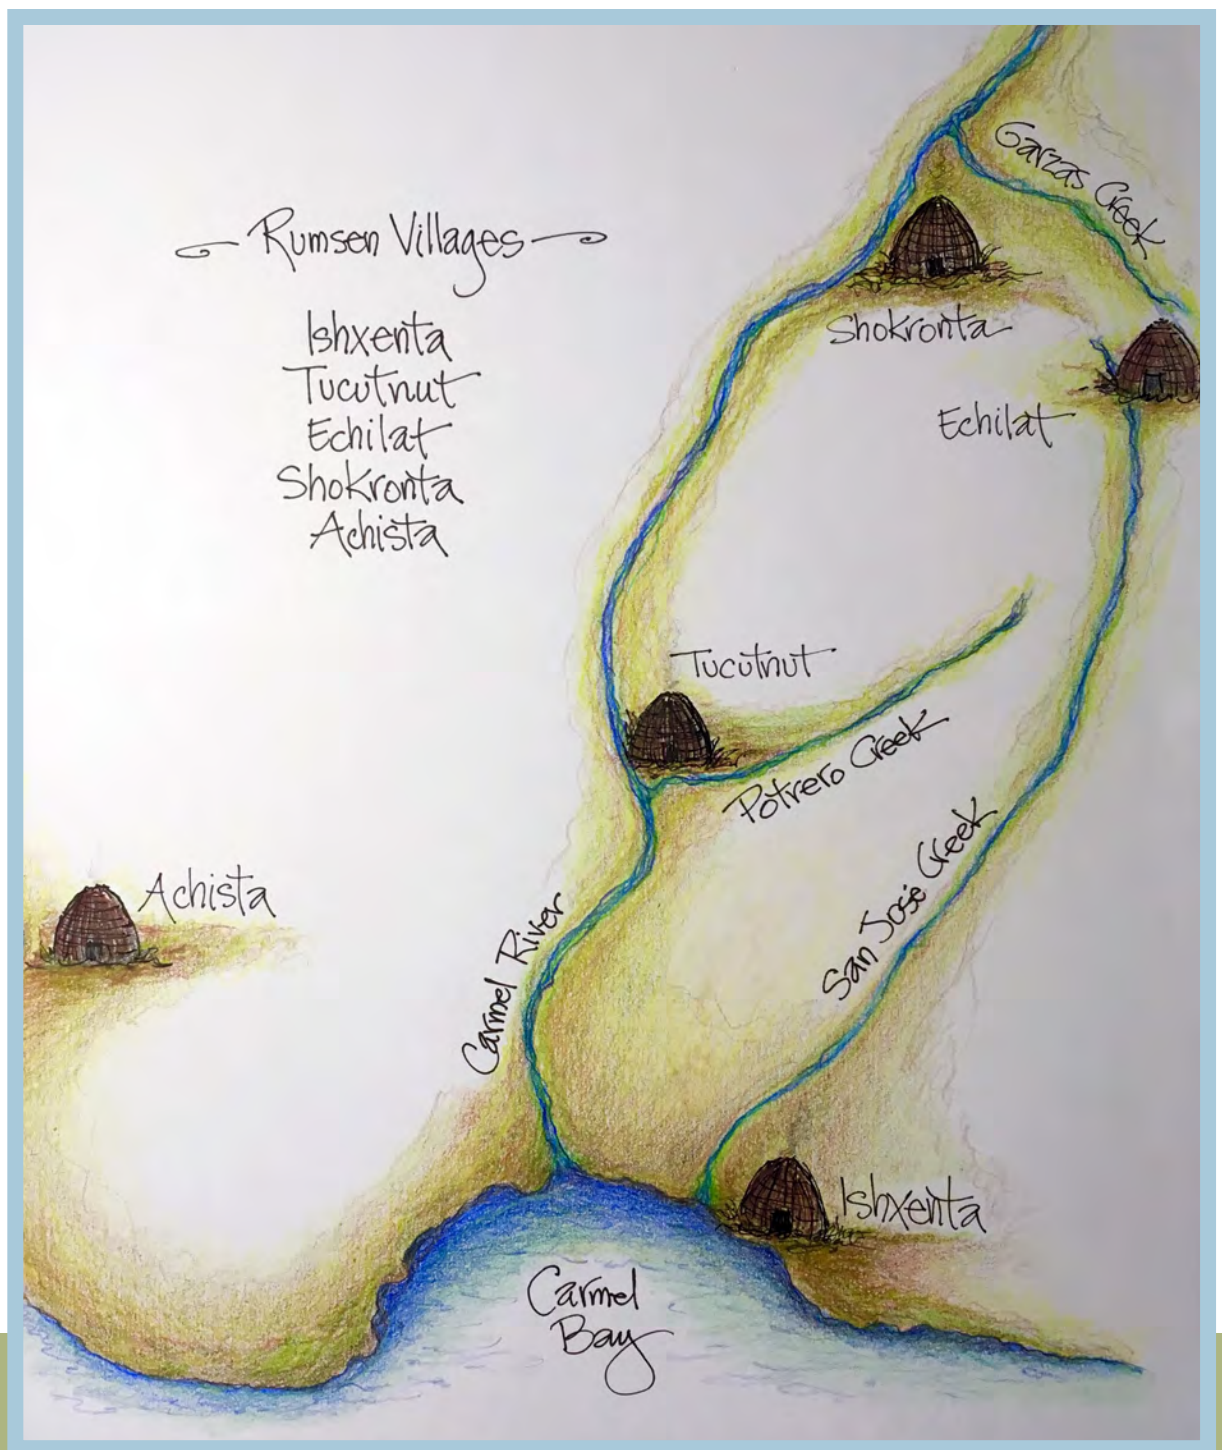 Rumsen Villages
Ishxenta
Tucutnut
Echilat
Shokronta
Achista
Garzas Creek
Shokronta
Echilat
Tucutnut
Potrero Creek
San José Creek
Achista
Carmel River
Ishxenta
Carmel
Bay